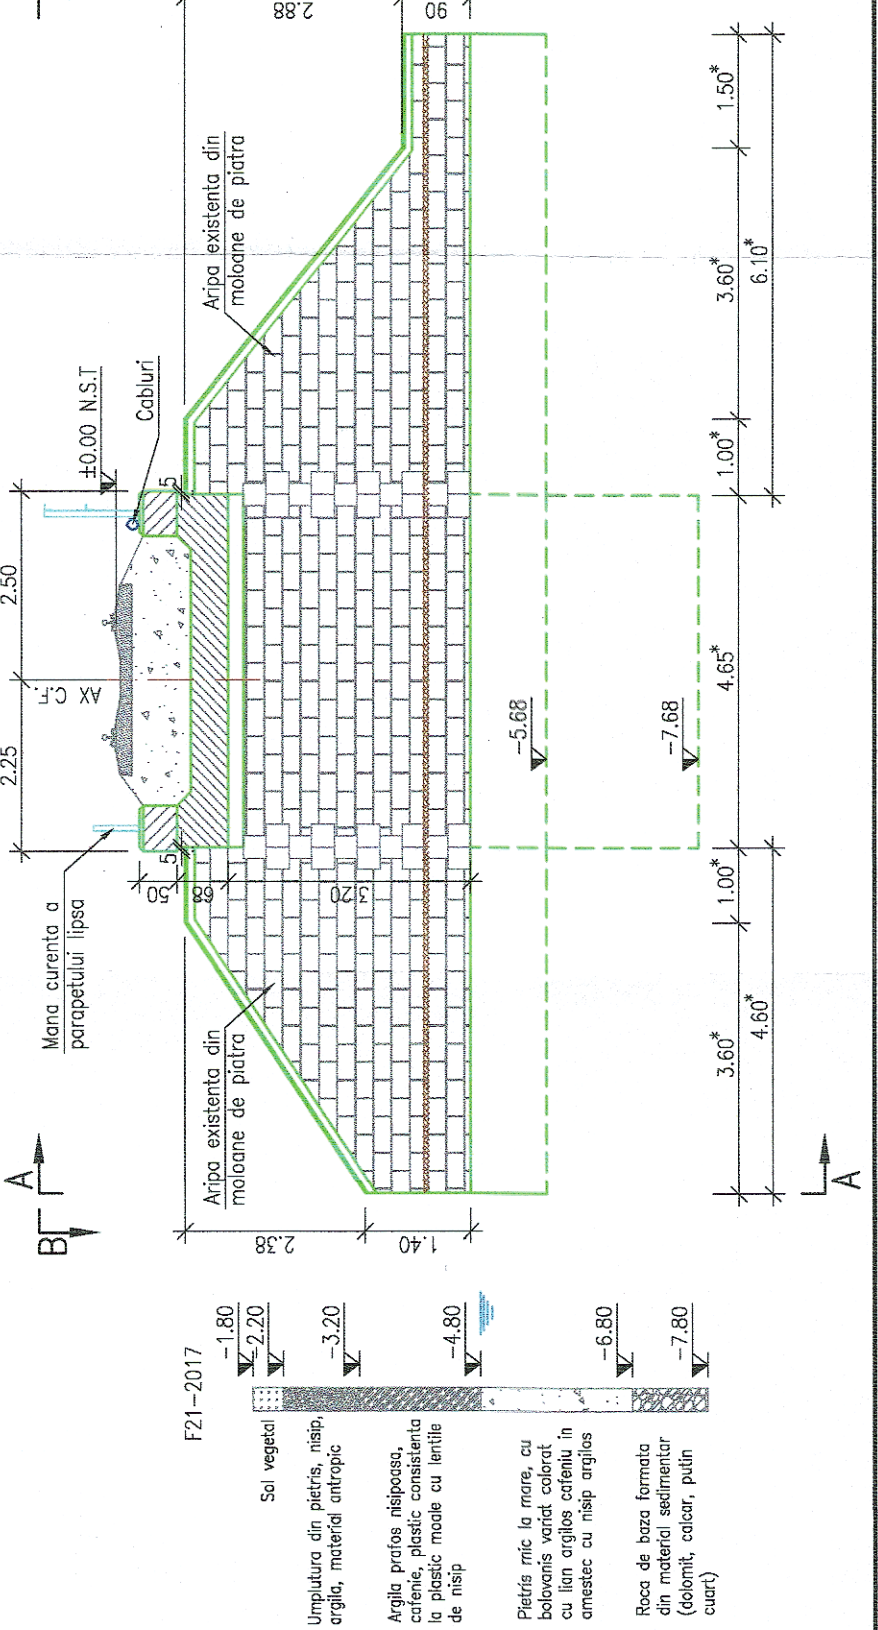 B
A
Mana curenta a
parapetului lipsa
2.25
2.50
AX C.F.
±0.00 N.S.T
Cabluri
5
5
50
68
3.20
2.88
90
Aripa existenta din
moloane de piatra
Aripa existenta din
moloane de piatra
2.38
1.40
-5.68
-7.68
3.60*
1.00*
4.65*
1.00*
3.60*
1.50*
4.60*
6.10*
A
F21-2017
-1.80
-2.20
-3.20
-4.80
-6.80
-7.80
Sol vegetal
Umplutura din pietris, nisip,
argila, material antropic
Argila prafos nisipoasa,
cafenie, plastic consistenta
la plastic moale cu lentile
de nisip
Pietris mic la mare, cu
bolovanis variat colorat
cu lian argilos cafeniu in
amestec cu nisip argilos
Roca de baza formata
din material sedimentar
(dolomit, calcar, putin
cuart)